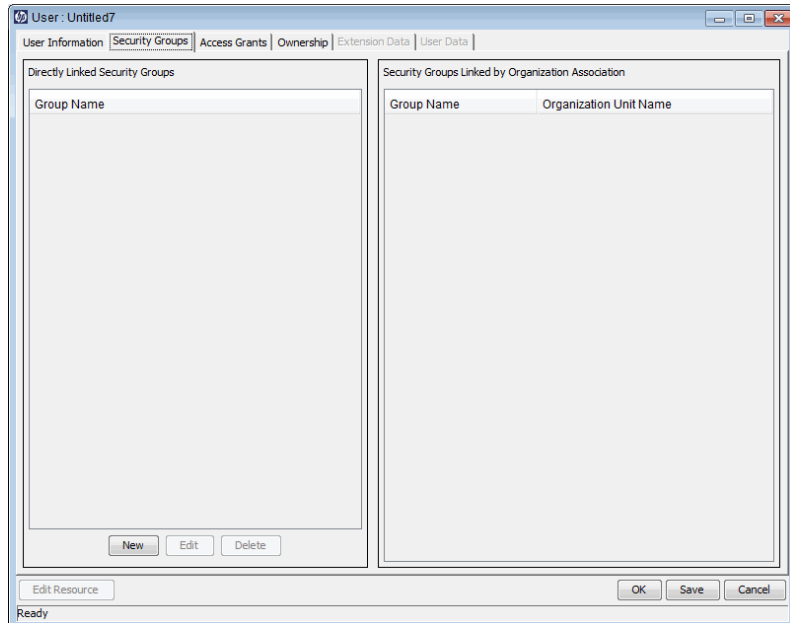 User : Untitled7
User Information Security Groups Access Grants Ownership Extension Data User Data
Directly Linked Security Groups
Group Name
New Edit Delete
Security Groups Linked by Organization Association
Group Name Organization Unit Name
Edit Resource OK Save Cancel
Ready